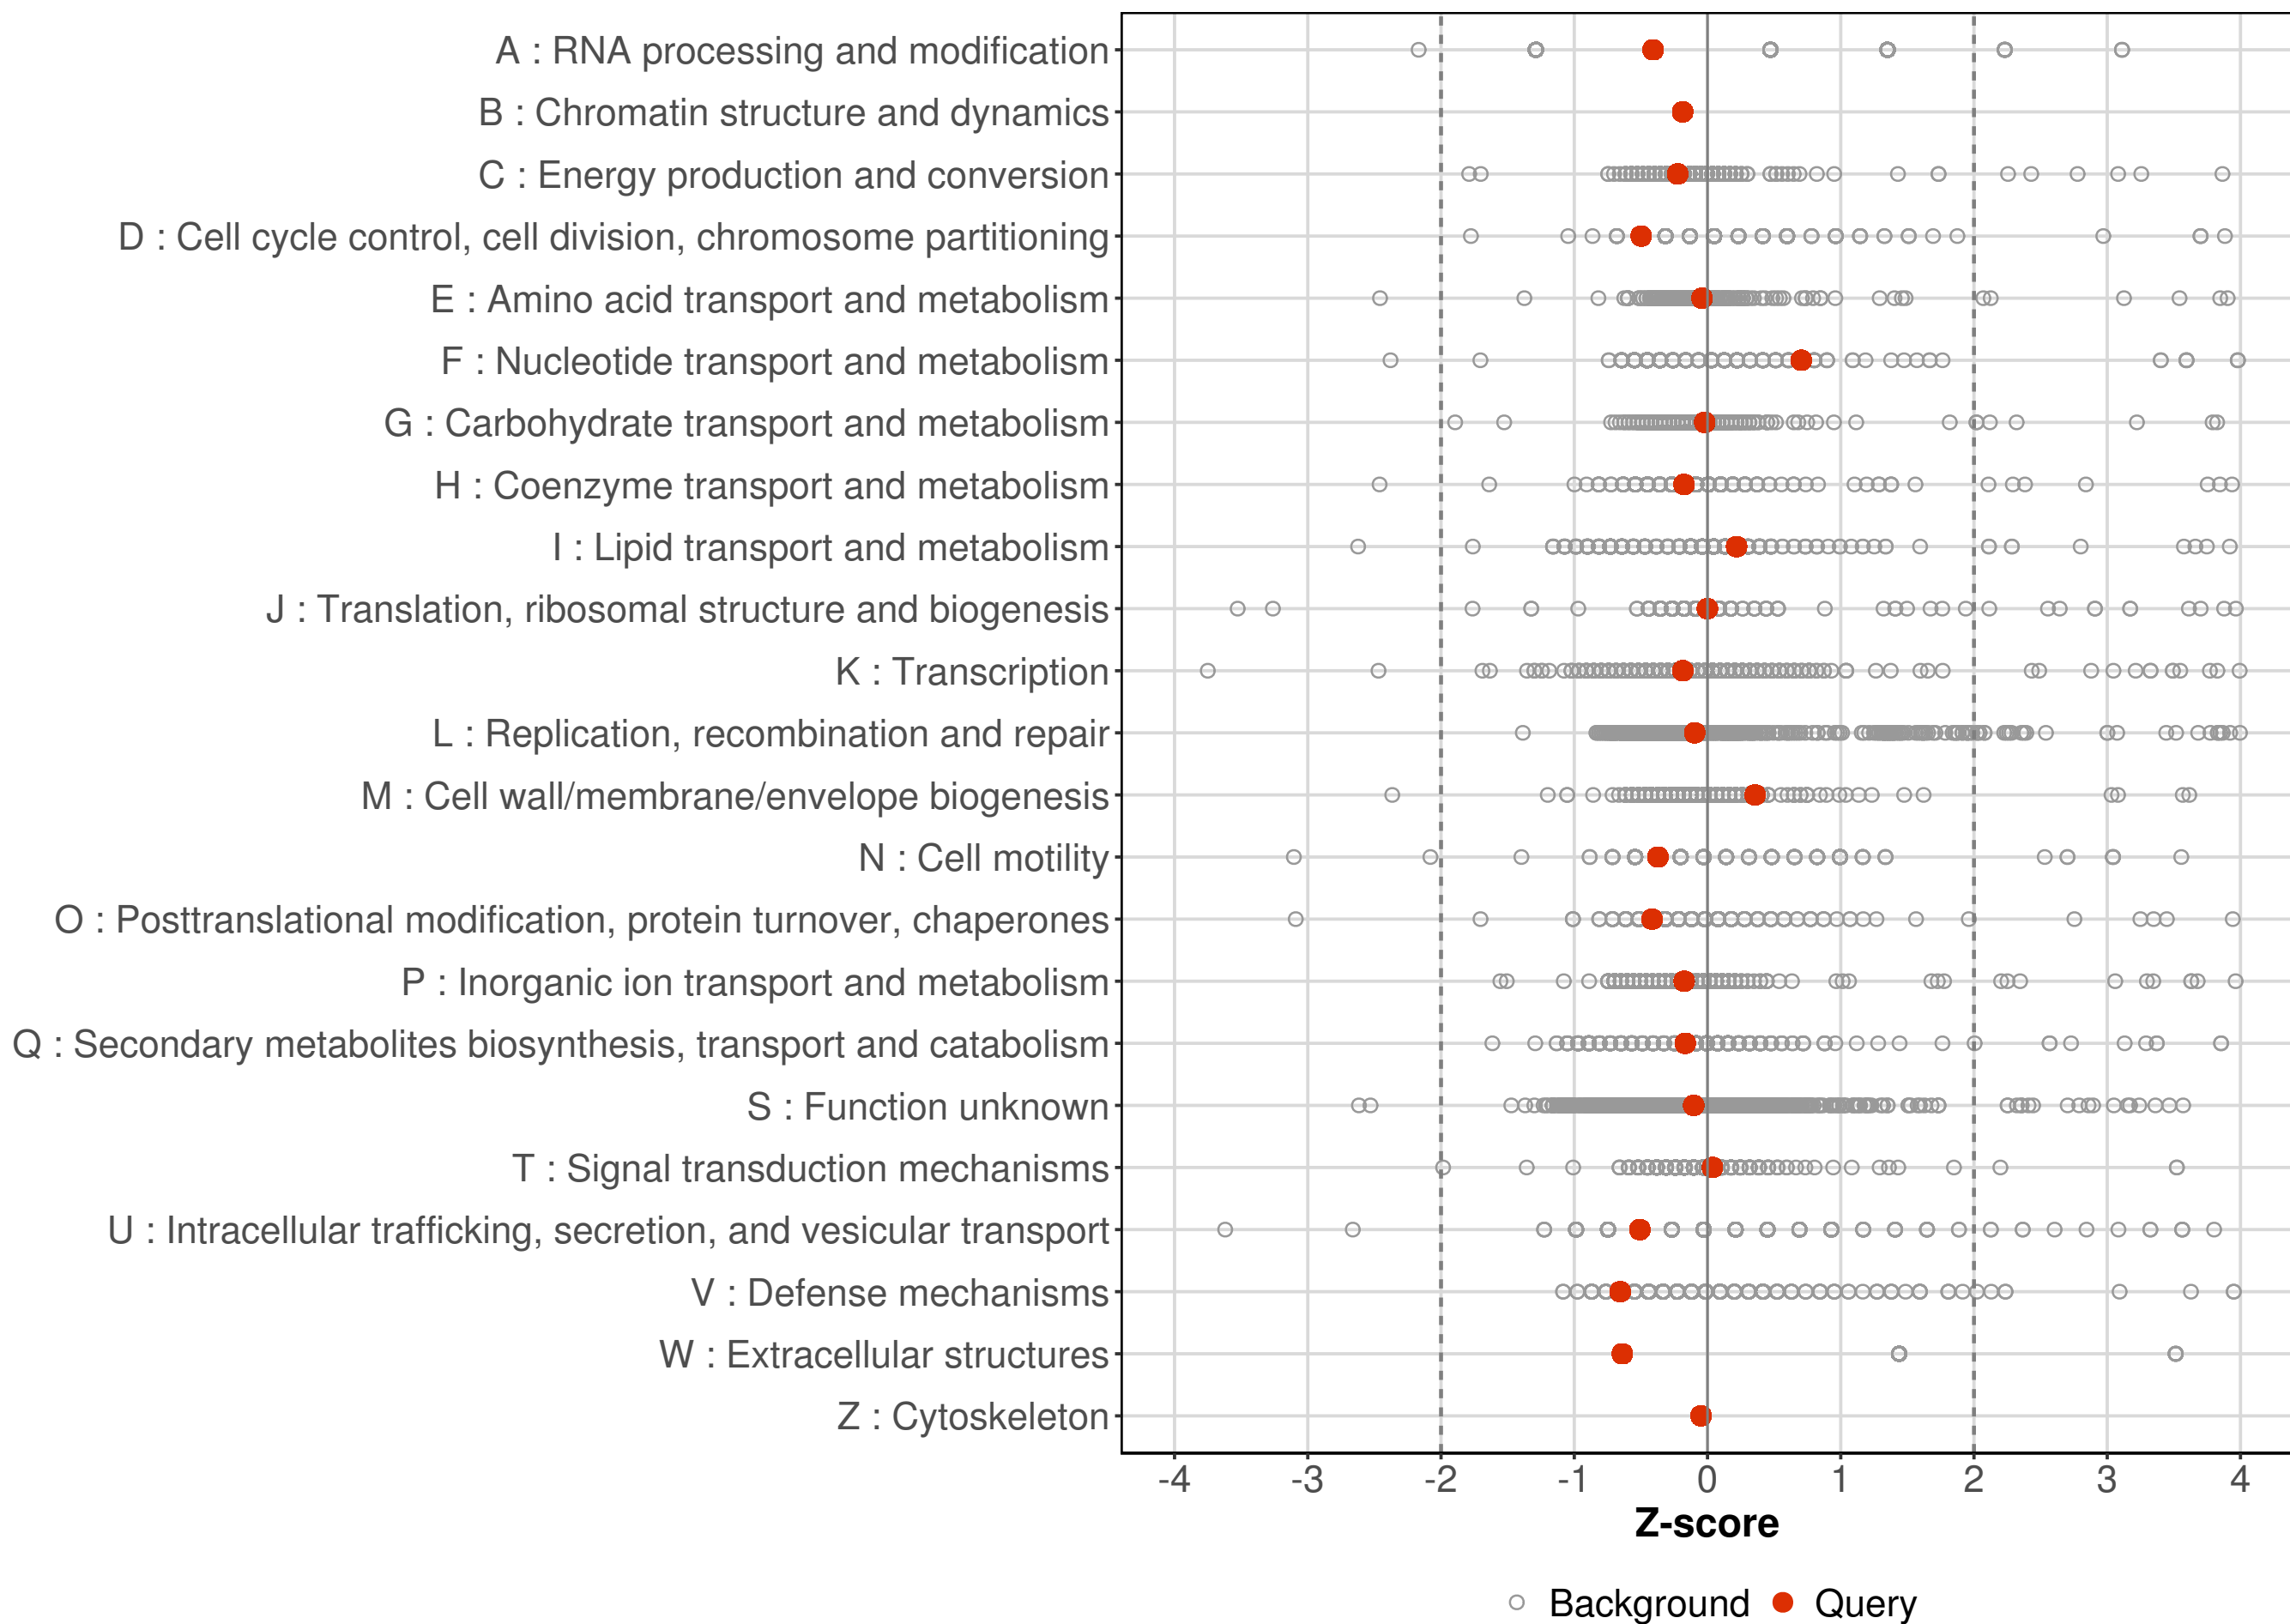 A : RNA processing and modification
B : Chromatin structure and dynamics
C : Energy production and conversion
D : Cell cycle control, cell division, chromosome partitioning
E : Amino acid transport and metabolism
F : Nucleotide transport and metabolism
G : Carbohydrate transport and metabolism
H : Coenzyme transport and metabolism
I : Lipid transport and metabolism
J : Translation, ribosomal structure and biogenesis
K : Transcription
L : Replication, recombination and repair
M : Cell wall/membrane/envelope biogenesis
N : Cell motility
O : Posttranslational modification, protein turnover, chaperones
P : Inorganic ion transport and metabolism
Q : Secondary metabolites biosynthesis, transport and catabolism
S : Function unknown
T : Signal transduction mechanisms
U : Intracellular trafficking, secretion, and vesicular transport
V : Defense mechanisms
W : Extracellular structures
Z : Cytoskeleton
-4 -3 -2 -1 0 1 2 3 4
Z-score
Background Query